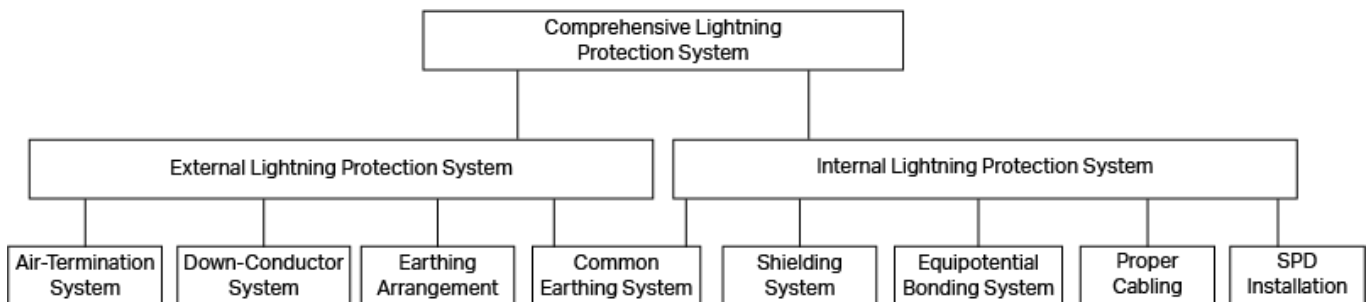 Comprehensive Lightning
Protection System
External Lightning Protection System
Internal Lightning Protection System
Air-Termination
System
Down-Conductor
System
Earthing
Arrangement
Common
Earthing System
Shielding
System
Equipotential
Bonding System
Proper
Cabling
SPD
Installation